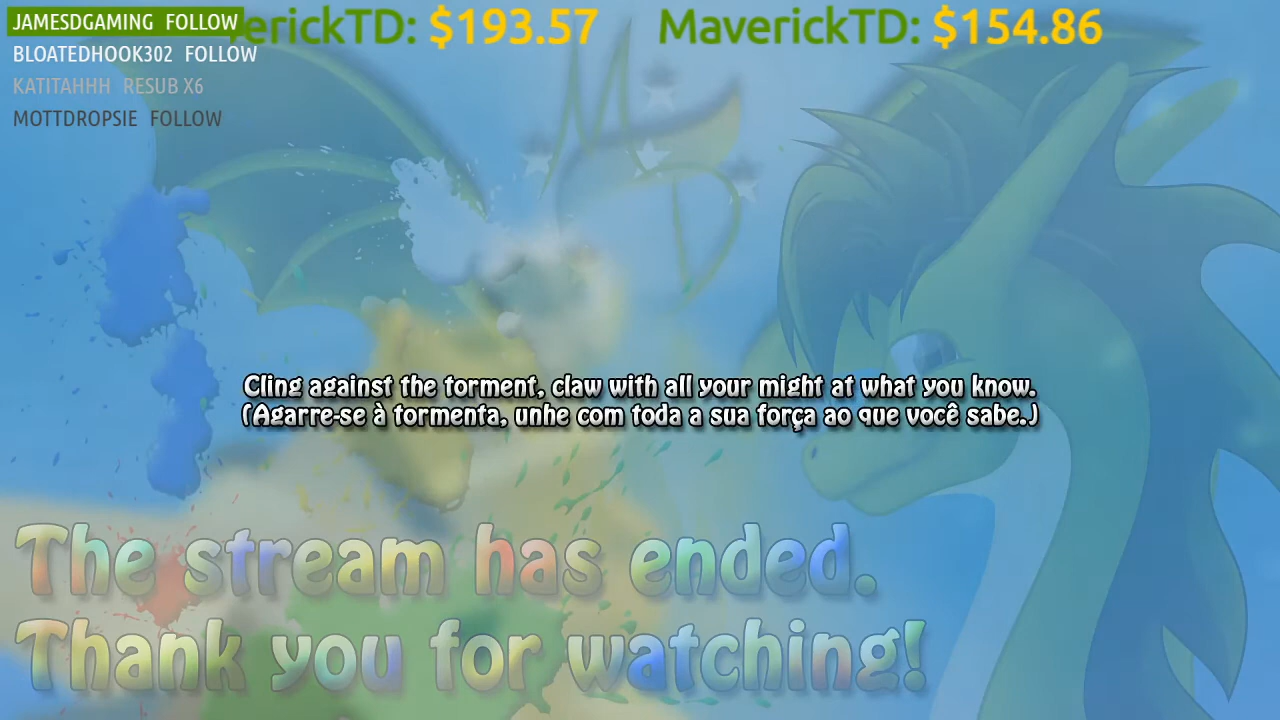 JAMESDGAMING FOLLOW
BLOATEDHOOK302 FOLLOW
KATITAHHH RESUB X6
MOTTDROPSIE FOLLOW
erickTD: $193.57 MaverickTD: $154.86
MD
Cling against the torment, claw with all your might at what you know.
(Agarre-se à tormenta, unhe com toda a sua força ao que você sabe.)
The stream has ended.
Thank you for watching!